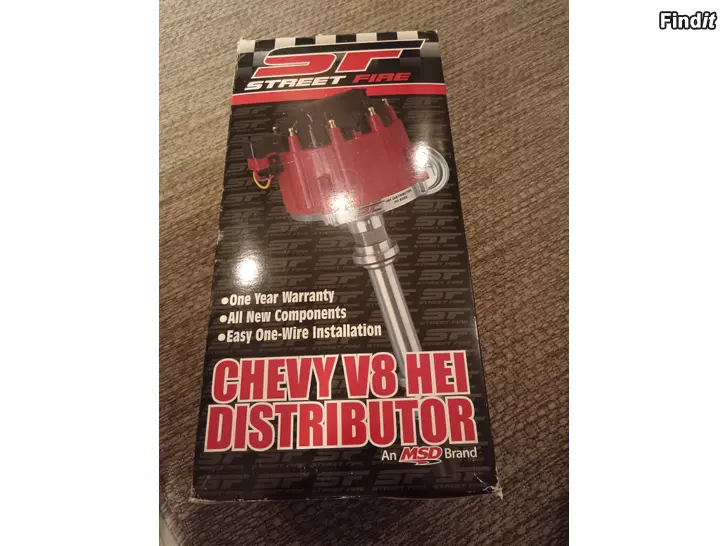 Findit
SF
STREET FIRE
•One Year Warranty
•All New Components
•Easy One-Wire Installation
CHEVY V8 HEI
DISTRIBUTOR
An MSD Brand